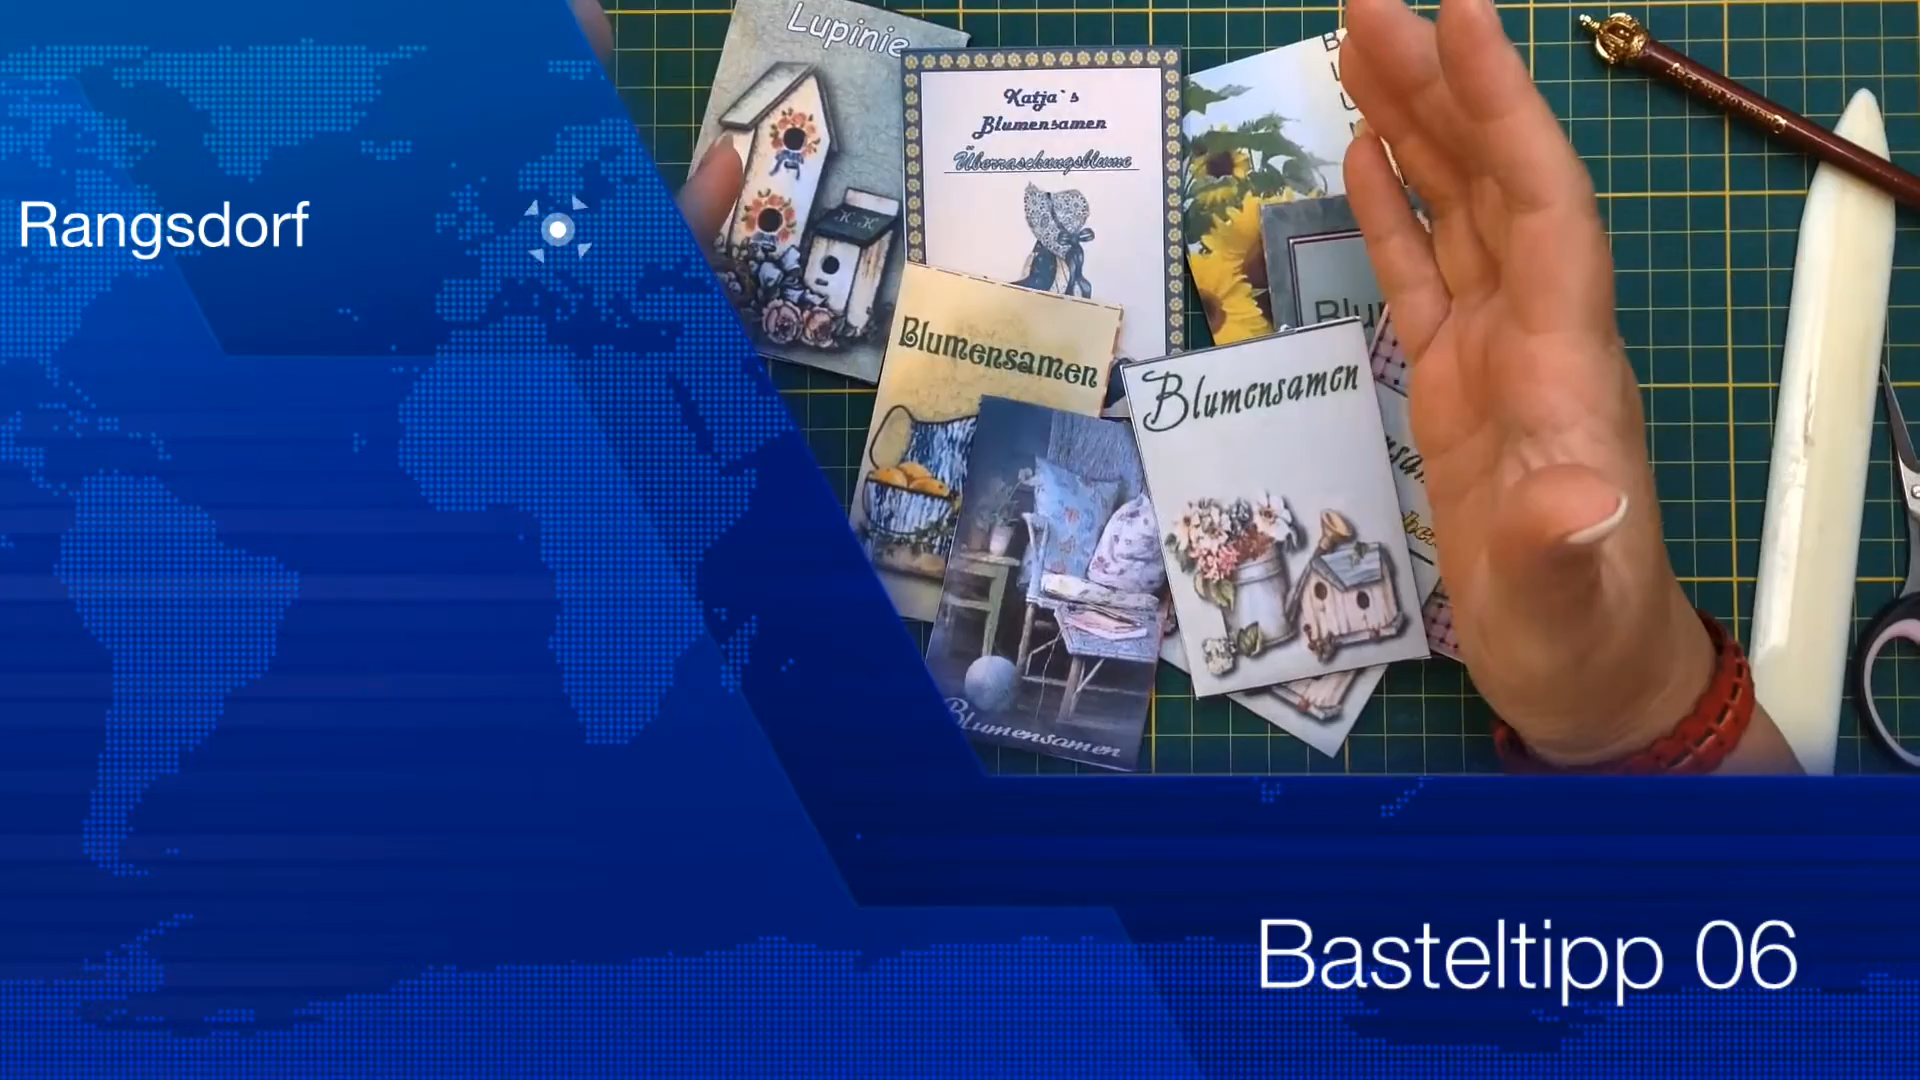 Rangsdorf
Lupinie
Katja`s
Blumensamen
Überraschungsblume
K.K
Blumensamen
Blumensamen
Blumensamen
Basteltipp 06